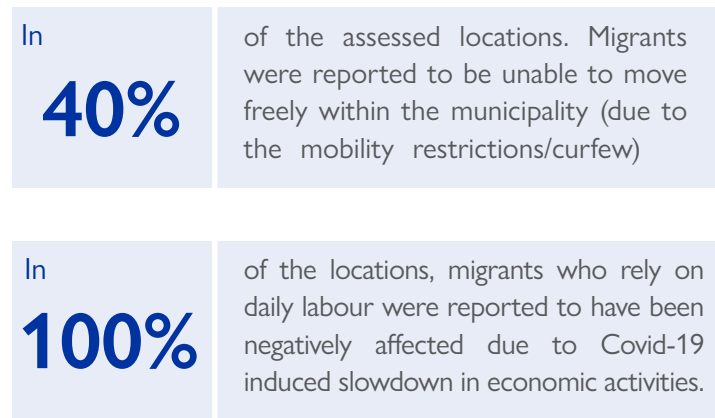 In
40%
of the assessed locations. Migrants
were reported to be unable to move
freely within the municipality (due to
the mobility restrictions/curfew)
In
100%
of the locations, migrants who rely on
daily labour were reported to have been
negatively affected due to Covid-19
induced slowdown in economic activities.